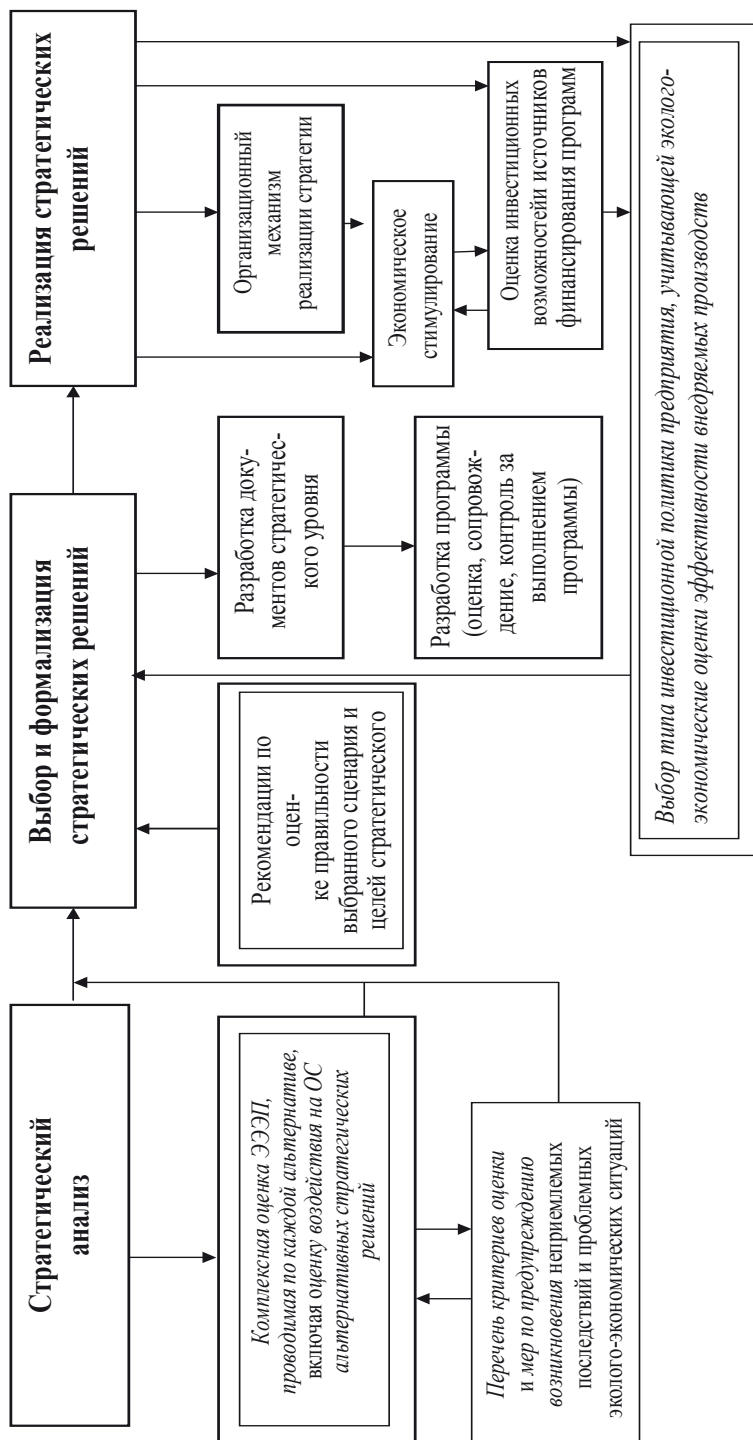 Стратегический
анализ
Комплексная оценка ЭЭЭП,
проводимая по каждой альтернативе,
включая оценку воздействия на ОС
альтернативных стратегических
решений
Перечень критериев оценки
и мер по предупреждению
возникновения неприемлемых
последствий и проблемных
эколого-экономических ситуаций
Выбор и формализация
стратегических решений
Рекомендации по
оцен-
ке правильности
выбранного сценария и
целей стратегического
Разработка доку-
ментов стратегичес-
кого уровня
Разработка программы
(оценка, сопровож-
дение, контроль за
выполнением
программы)
Реализация стратегических
решений
Организационный
механизм
реализации стратегии
Экономическое
стимулирование
Оценка инвестиционных
возможностейи источников
финансирования программ
Выбор типа инвестиционной политики предприятия, учитывающей эколого-
экономические оценки эффективности внедряемых производств